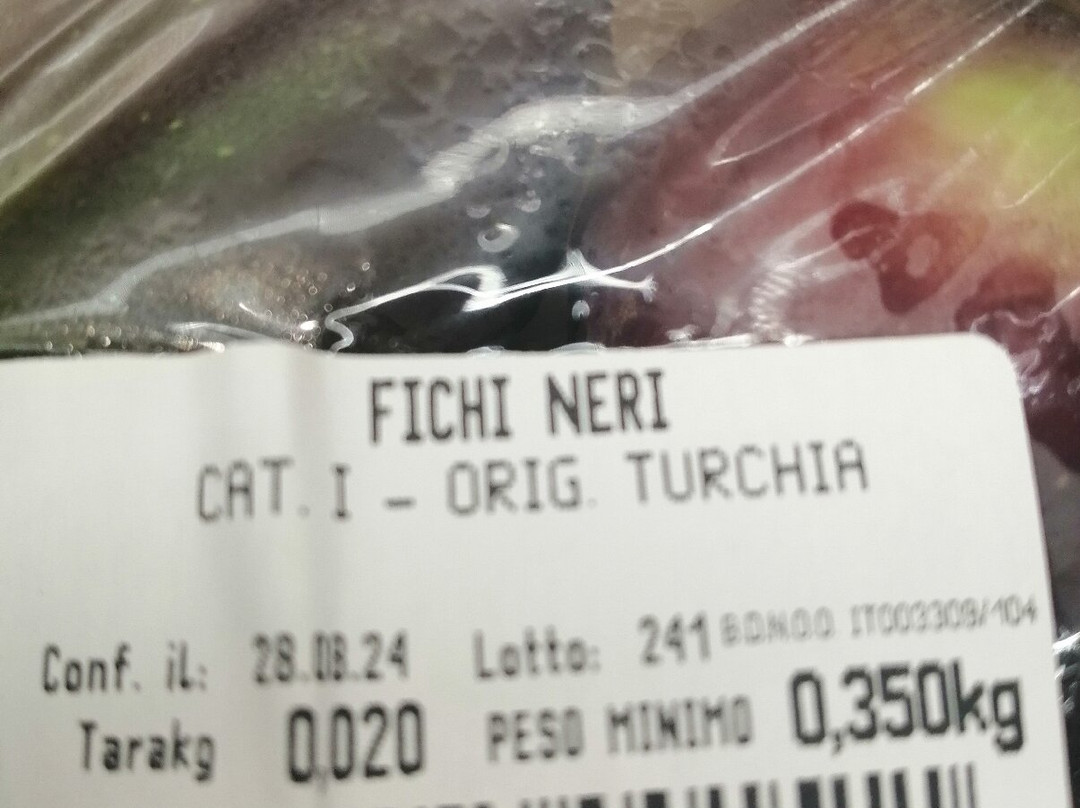 FICHI NERI
CAT. I - ORIG. TURCHIA
Conf. il: 28.08.24 Lotto: 241 B.D.N.O.O IT003309/104
Tarakg 0,020 PESO MINIMO 0,350kg